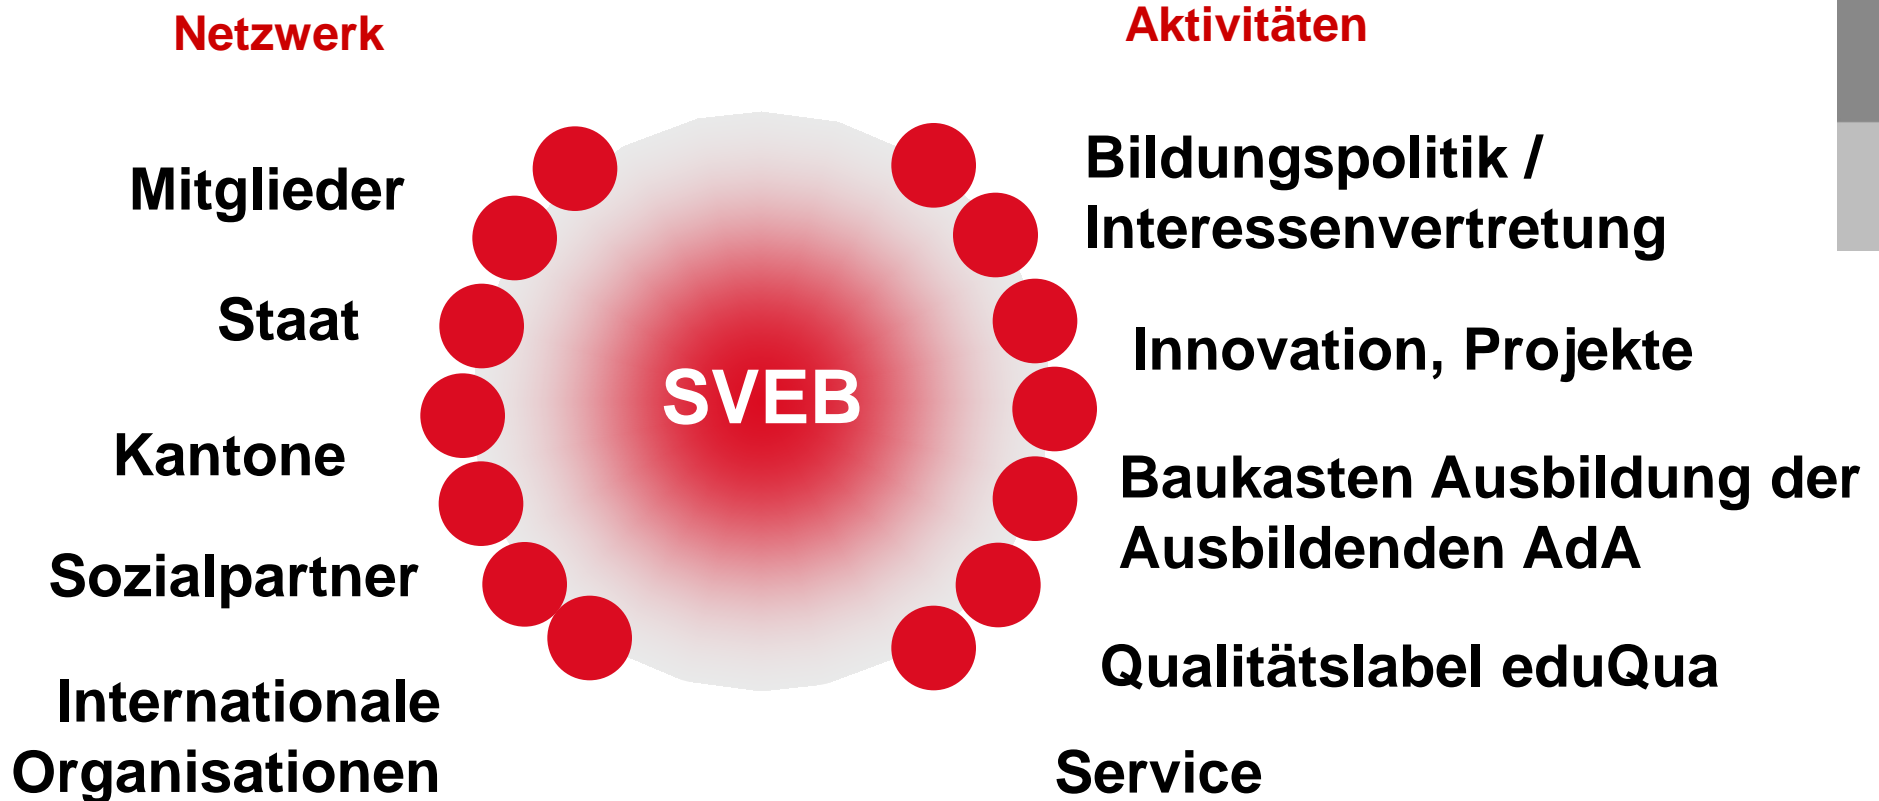 Netzwerk
Mitglieder
Staat
Kantone
Sozialpartner
Internationale
Organisationen
SVEB
Aktivitäten
Bildungspolitik /
Interessenvertretung
Innovation, Projekte
Baukasten Ausbildung der
Ausbildenden AdA
Qualitätslabel eduQua
Service